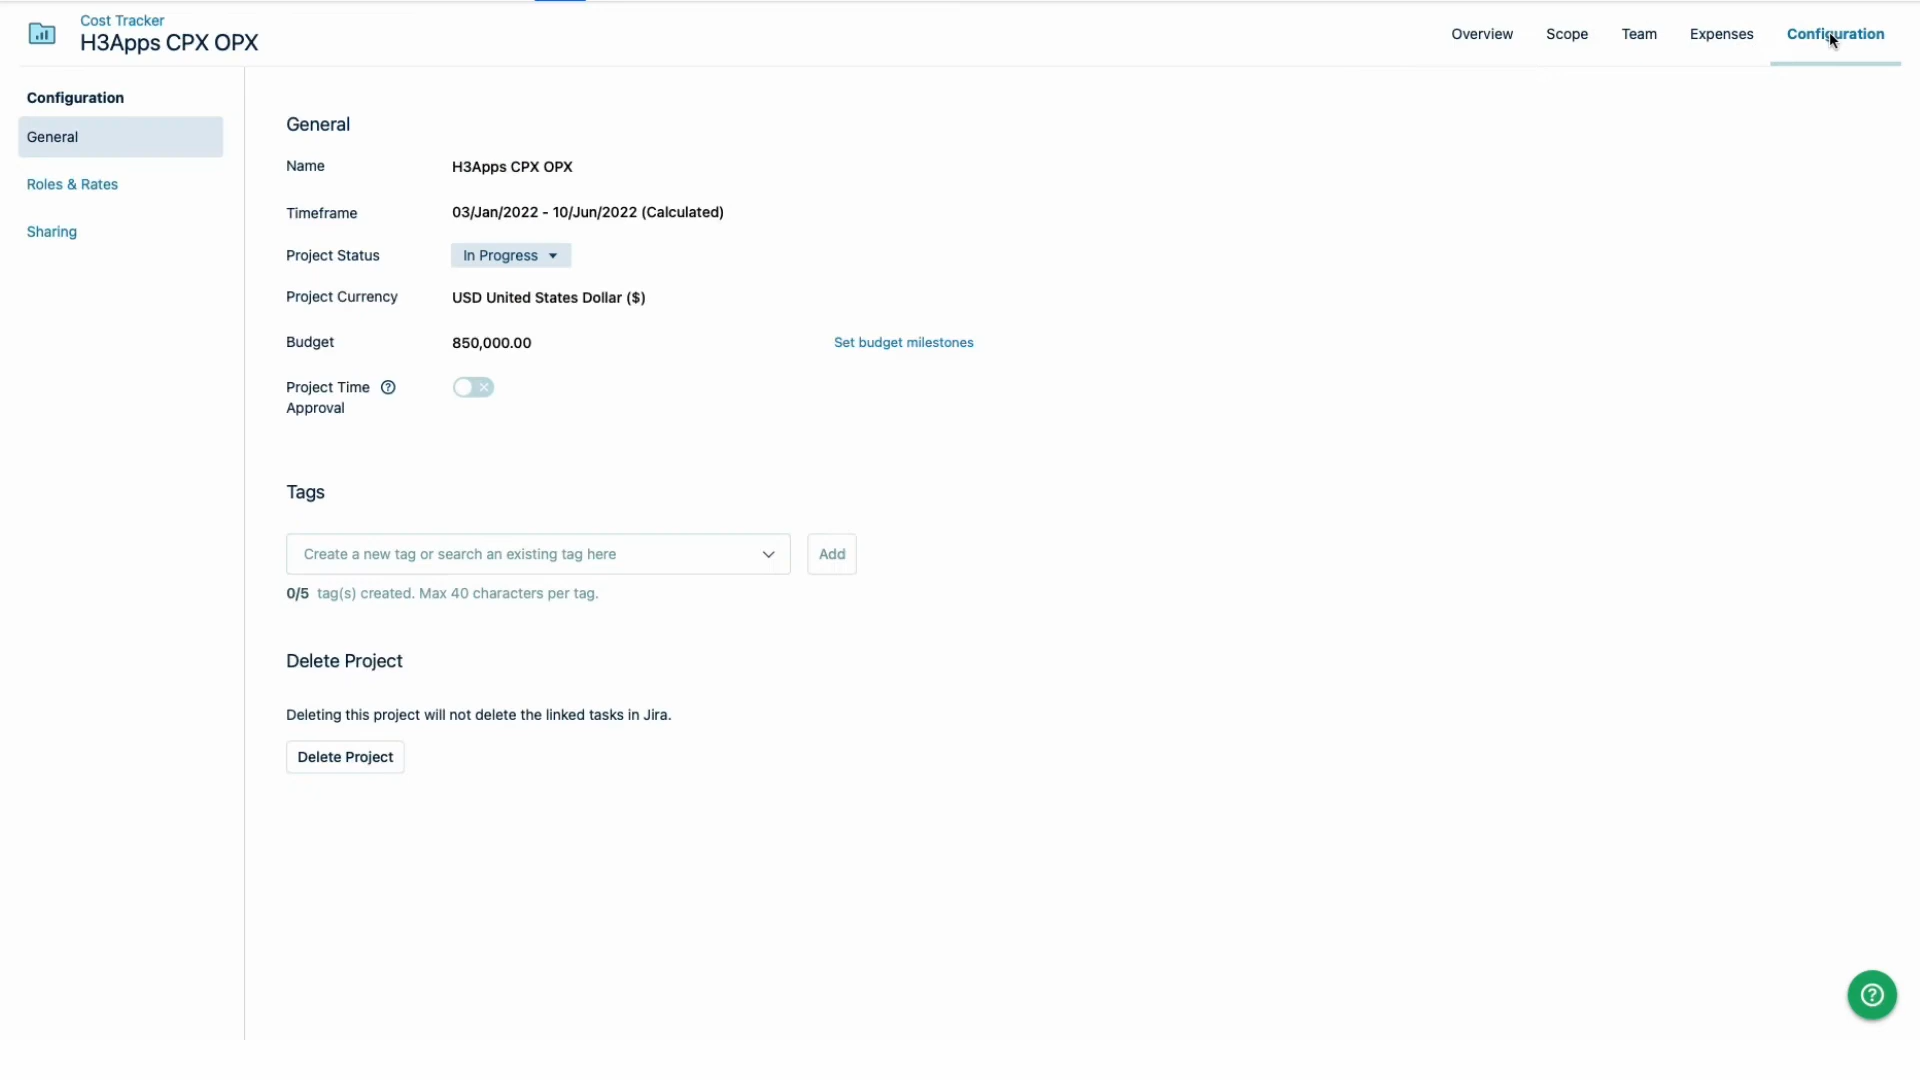 Cost Tracker
H3Apps CPX OPX
Overview
Scope
Team
Expenses
Configuration
Configuration
General
Roles & Rates
Sharing
General
Name
H3Apps CPX OPX
Timeframe
03/Jan/2022 - 10/Jun/2022 (Calculated)
Project Status
In Progress
Project Currency
USD United States Dollar ($)
Budget
850,000.00
Set budget milestones
Project Time
Approval
Tags
Create a new tag or search an existing tag here
Add
0/5 tag(s) created. Max 40 characters per tag.
Delete Project
Deleting this project will not delete the linked tasks in Jira.
Delete Project